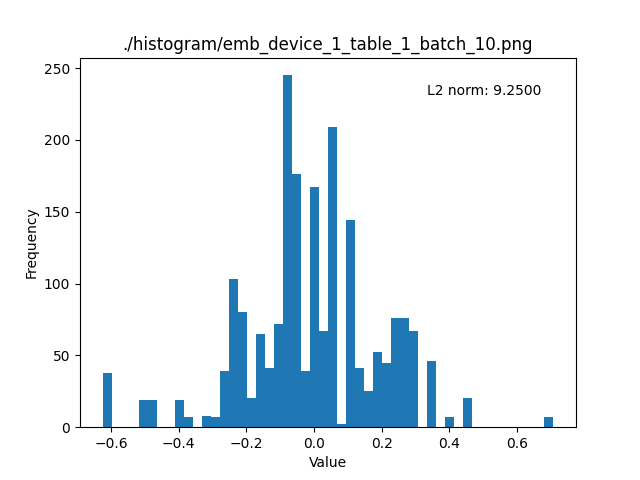 ./histogram/emb_device_1_table_1_batch_10.png
L2 norm: 9.2500
Frequency
250
200
150
100
50
0
−0.6 −0.4 −0.2 0.0 0.2 0.4 0.6
Value